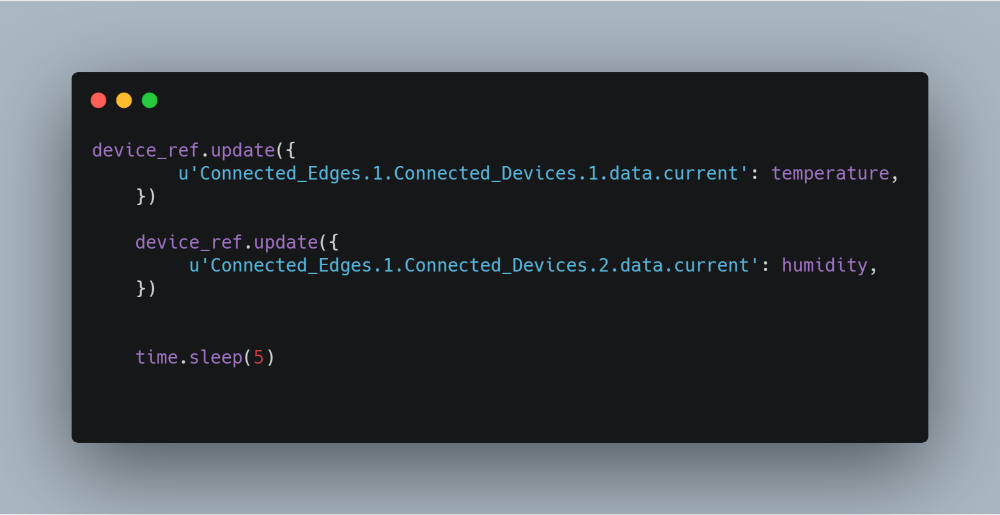 device_ref.update({
        u'Connected_Edges.1.Connected_Devices.1.data.current': temperature,
    })
    device_ref.update({
         u'Connected_Edges.1.Connected_Devices.2.data.current': humidity,
    })
    time.sleep(5)